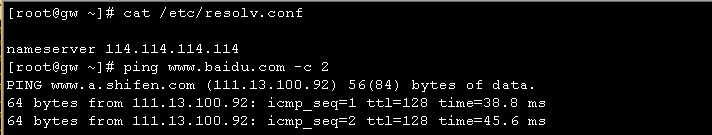 [root@gw ~]# cat /etc/resolv.conf
nameserver 114.114.114.114
[root@gw ~]# ping www.baidu.com -c 2
PING www.a.shifen.com (111.13.100.92) 56(84) bytes of data.
64 bytes from 111.13.100.92: icmp_seq=1 ttl=128 time=38.8 ms
64 bytes from 111.13.100.92: icmp_seq=2 ttl=128 time=45.6 ms